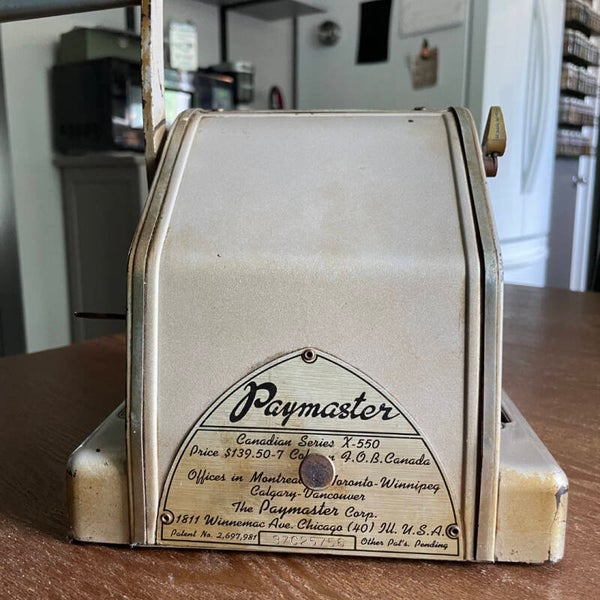 Paymaster
Canadian Series X-550
Price $139.50-7 F.O.B. Canada
Offices in Montreal Toronto-Winnipeg
Calgary-Vancouver
The Paymaster Corp.
1811 Winnemac Ave. Chicago (40) Ill. U.S.A.
Patent No. 2,697,981 97C25756 Other Pat's. Pending